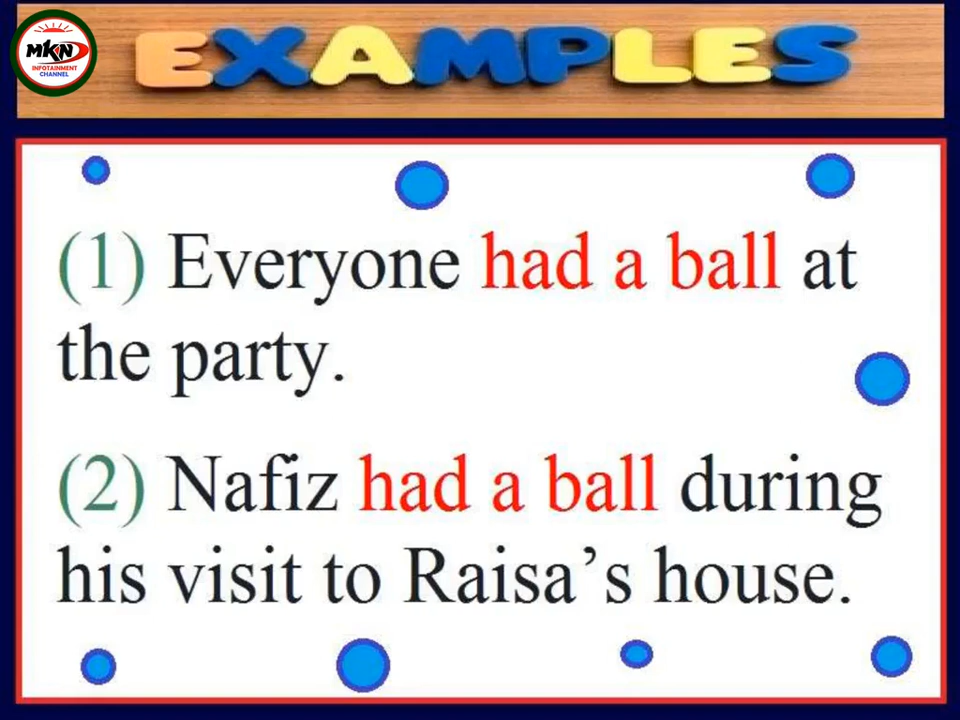 MKN
INFOTAINMENT
CHANNEL
EXAMPLES
(1) Everyone had a ball at
the party.
(2) Nafiz had a ball during
his visit to Raisa’s house.